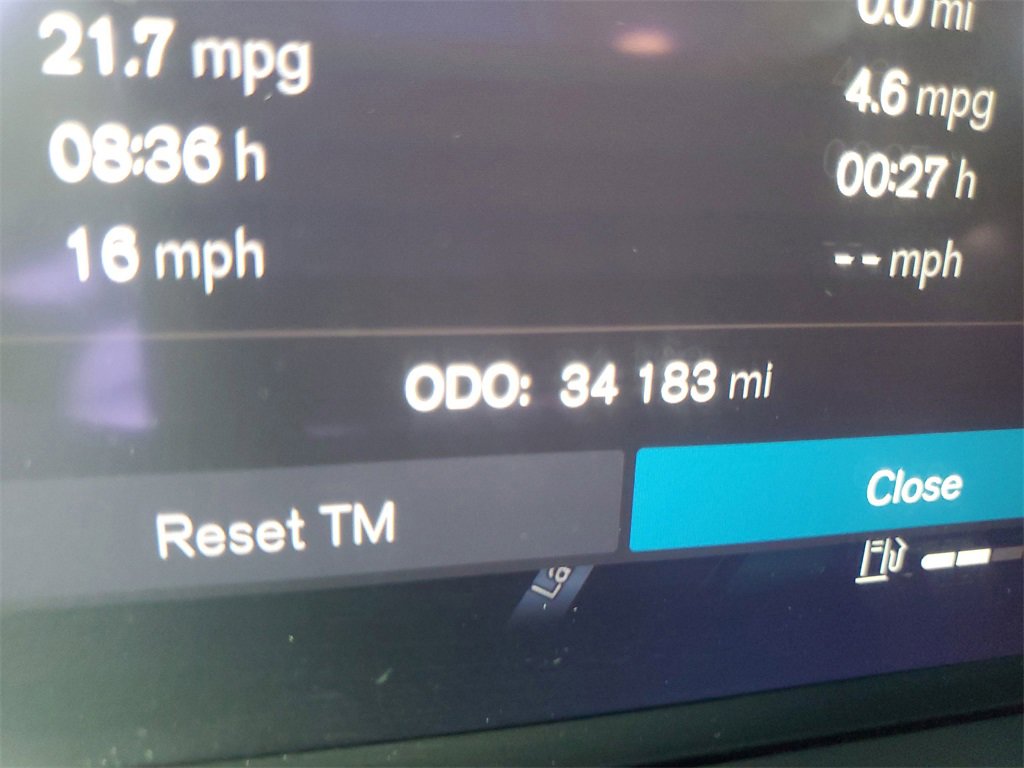 21.7 mpg
08:36 h
16 mph
0.0 mi
4.6 mpg
00:27 h
-- mph
ODO: 34 183 mi
Reset TM
Close
La